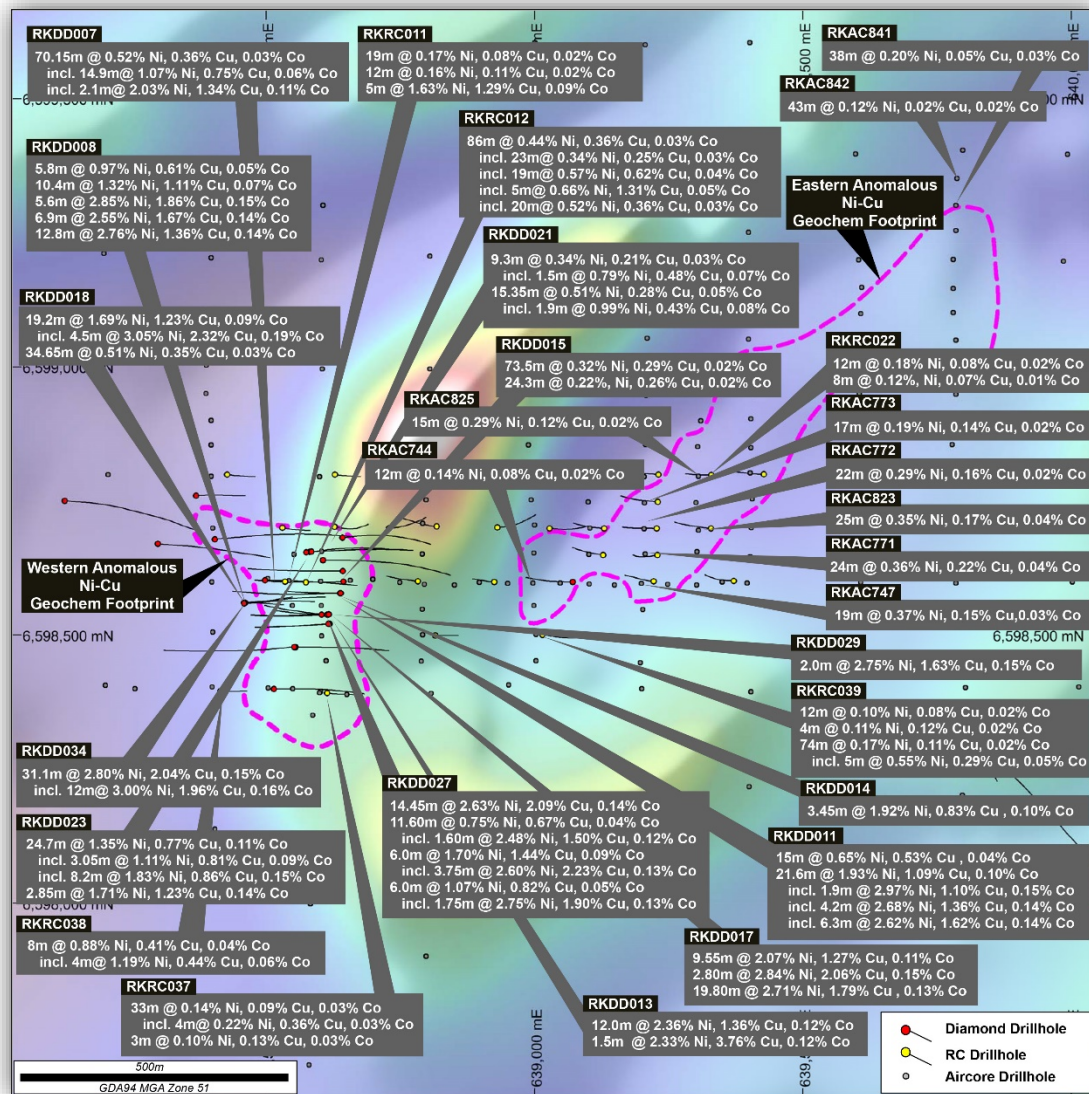 RKDD007
70.15m @ 0.52% Ni, 0.36% Cu, 0.03% Co
incl. 14.9m @ 1.07% Ni, 0.75% Cu, 0.06% Co
incl. 2.1m@ 2.03% Ni, 1.34% Cu, 0.11% Co
RKRC011
19m @ 0.17% Ni, 0.08% Cu, 0.02% Co
12m @ 0.16% Ni, 0.11% Cu, 0.02% Co
5m @ 1.63% Ni, 1.29% Cu, 0.09% Co
mE
RKAC841
38m @ 0.20% Ni, 0.05% Cu, 0.03% Co
RKAC842
43m @ 0.12% Ni, 0.02% Cu, 0.02% Co
RKRC012
86m @ 0.44% Ni, 0.36% Cu, 0.03% Co
incl. 23m @ 0.34% Ni, 0.25% Cu, 0.03% Co
incl. 19m @ 0.57% Ni, 0.62% Cu, 0.04% Co
incl. 5m @ 0.66% Ni, 1.31% Cu, 0.05% Co
incl. 20m @ 0.52% Ni, 0.36% Cu, 0.03% Co
RKDD008
5.8m @ 0.97% Ni, 0.61% Cu, 0.05% Co
10.4m @ 1.32% Ni, 1.11% Cu, 0.07% Co
5.6m @ 2.85% Ni, 1.86% Cu, 0.15% Co
6.9m @ 2.55% Ni, 1.67% Cu, 0.14% Co
12.8m @ 2.76% Ni, 1.36% Cu, 0.14% Co
Eastern Anomalous
Ni-Cu
Geochem Footprint
RKDD021
9.3m @ 0.34% Ni, 0.21% Cu, 0.03% Co
incl. 1.5m @ 0.79% Ni, 0.48% Cu, 0.07% Co
15.35m @ 0.51% Ni, 0.28% Cu, 0.05% Co
incl. 1.9m @ 0.99% Ni, 0.43% Cu, 0.08% Co
RKDD018
19.2m @ 1.69% Ni, 1.23% Cu, 0.09% Co
incl. 4.5m @ 3.05% Ni, 2.32% Cu, 0.19% Co
34.65m @ 0.51% Ni, 0.35% Cu, 0.03% Co
RKDD015
73.5m @ 0.32% Ni, 0.29% Cu, 0.02% Co
24.3m @ 0.22%, Ni, 0.26% Cu, 0.02% Co
RKRC022
12m @ 0.18% Ni, 0.08% Cu, 0.02% Co
8m @ 0.12%, Ni, 0.07% Cu, 0.01% Co
6,599,000 mN
RKAC825
15m @ 0.29% Ni, 0.12% Cu, 0.02% Co
RKAC773
17m @ 0.19% Ni, 0.14% Cu, 0.02% Co
RKAC744
12m @ 0.14% Ni, 0.08% Cu, 0.02% Co
RKAC772
22m @ 0.29% Ni, 0.16% Cu, 0.02% Co
RKAC823
25m @ 0.35% Ni, 0.17% Cu, 0.04% Co
RKAC771
24m @ 0.36% Ni, 0.22% Cu, 0.04% Co
RKAC747
19m @ 0.37% Ni, 0.15% Cu,0.03% Co
Western Anomalous
Ni-Cu
Geochem Footprint
6,598,500 mN
6,598,500 mN
RKDD029
2.0m @ 2.75% Ni, 1.63% Cu, 0.15% Co
RKRC039
12m @ 0.10% Ni, 0.08% Cu, 0.02% Co
4m @ 0.11% Ni, 0.12% Cu, 0.02% Co
74m @ 0.17% Ni, 0.11% Cu, 0.02% Co
incl. 5m @ 0.55% Ni, 0.29% Cu, 0.05% Co
RKDD014
3.45m @ 1.92% Ni, 0.83% Cu , 0.10% Co
RKDD034
31.1m @ 2.80% Ni, 2.04% Cu, 0.15% Co
incl. 12m@ 3.00% Ni, 1.96% Cu, 0.16% Co
RKDD027
14.45m @ 2.63% Ni, 2.09% Cu, 0.14% Co
11.60m @ 0.75% Ni, 0.67% Cu, 0.04% Co
incl. 1.60m @ 2.48% Ni, 1.50% Cu, 0.12% Co
6.0m @ 1.70% Ni, 1.44% Cu, 0.09% Co
incl. 3.75m @ 2.60% Ni, 2.23% Cu, 0.13% Co
6.0m @ 1.07% Ni, 0.82% Cu, 0.05% Co
incl. 1.75m @ 2.75% Ni, 1.90% Cu, 0.13% Co
RKDD023
24.7m @ 1.35% Ni, 0.77% Cu, 0.11% Co
incl. 3.05m @ 1.11% Ni, 0.81% Cu, 0.09% Co
incl. 8.2m @ 1.83% Ni, 0.86% Cu, 0.15% Co
2.85m @ 1.71% Ni, 1.23% Cu, 0.14% Co
RKDD011
15m @ 0.65% Ni, 0.53% Cu , 0.04% Co
21.6m @ 1.93% Ni, 1.09% Cu, 0.10% Co
incl. 1.9m @ 2.97% Ni, 1.10% Cu, 0.15% Co
incl. 4.2m @ 2.68% Ni, 1.36% Cu, 0.14% Co
incl. 6.3m @ 2.62% Ni, 1.62% Cu, 0.14% Co
RKRC038
8m @ 0.88% Ni, 0.41% Cu, 0.04% Co
incl. 4m@ 1.19% Ni, 0.44% Cu, 0.06% Co
RKDD017
9.55m @ 2.07% Ni, 1.27% Cu, 0.11% Co
2.80m @ 2.84% Ni, 2.06% Cu, 0.15% Co
19.80m @ 2.71% Ni, 1.79% Cu , 0.13% Co
RKRC037
33m @ 0.14% Ni, 0.09% Cu, 0.03% Co
incl. 4m@ 0.22% Ni, 0.36% Cu, 0.03% Co
3m @ 0.10% Ni, 0.13% Cu, 0.03% Co
RKDD013
12.0m @ 2.36% Ni, 1.36% Cu, 0.12% Co
1.5m @ 2.33% Ni, 3.76% Cu, 0.12% Co
639,000 mE
500m
GDA94 MGA Zone 51
Diamond Drillhole
RC Drillhole
Aircore Drillhole